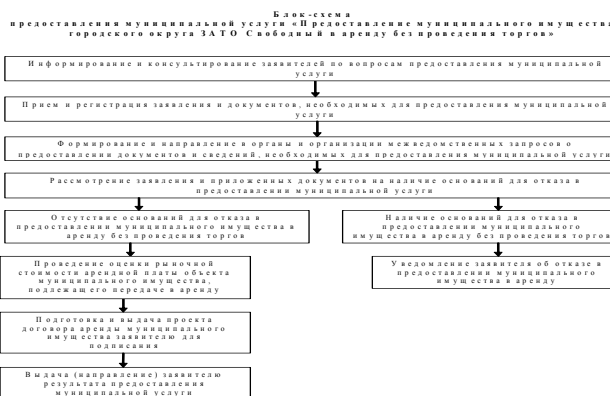 Блок-схема
предоставления муниципальной услуги «Предоставление муниципального имущества
городского округа ЗАТО Свободный в аренду без проведения торгов»
Информирование и консультирование заявителей по вопросам предоставления муниципальной
услуги
Прием и регистрация заявления и документов, необходимых для предоставления муниципальной
услуги
Формирование и направление в органы и организации межведомственных запросов о
предоставлении документов и сведений, необходимых для предоставления муниципальной услуги
Рассмотрение заявления и приложенных документов на наличие оснований для отказа в
предоставлении муниципальной услуги
Отсутствие оснований для отказа в
предоставлении муниципального имущества в
аренду без проведения торгов
Наличие оснований для отказа в
предоставлении муниципального
имущества в аренду без проведения торгов
Проведение оценки рыночной
стоимости арендной платы объекта
муниципального имущества,
подлежащего передаче в аренду
Уведомление заявителя об отказе в
предоставлении муниципального
имущества в аренду
Подготовка и выдача проекта
договора аренды муниципального
имущества заявителю для
подписания
Выдача (направление) заявителю
результата предоставления
муниципальной услуги